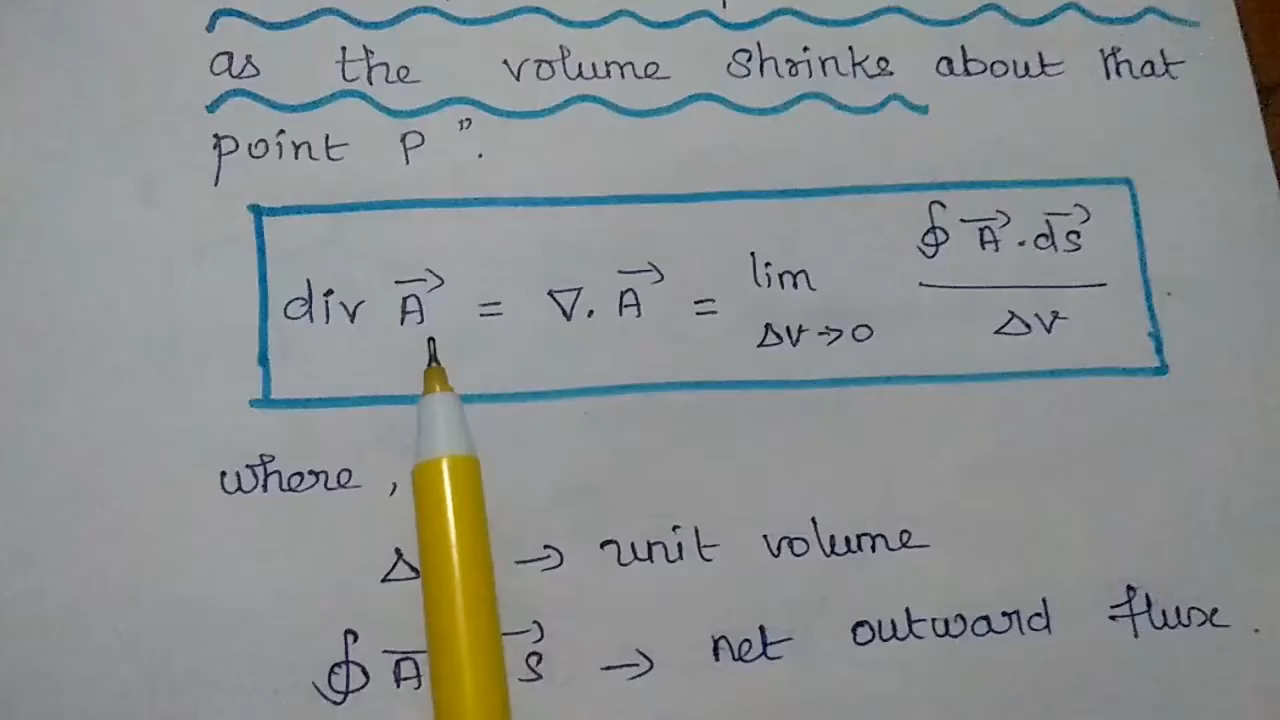 as the volume shrinks about that
point P ".
div A⃗ = ∇. A⃗ = lim ΔV→0 ∮ A⃗ . ds⃗ / ΔV
where,
Δ → unit volume
∮ A s⃗ → net outward flux.